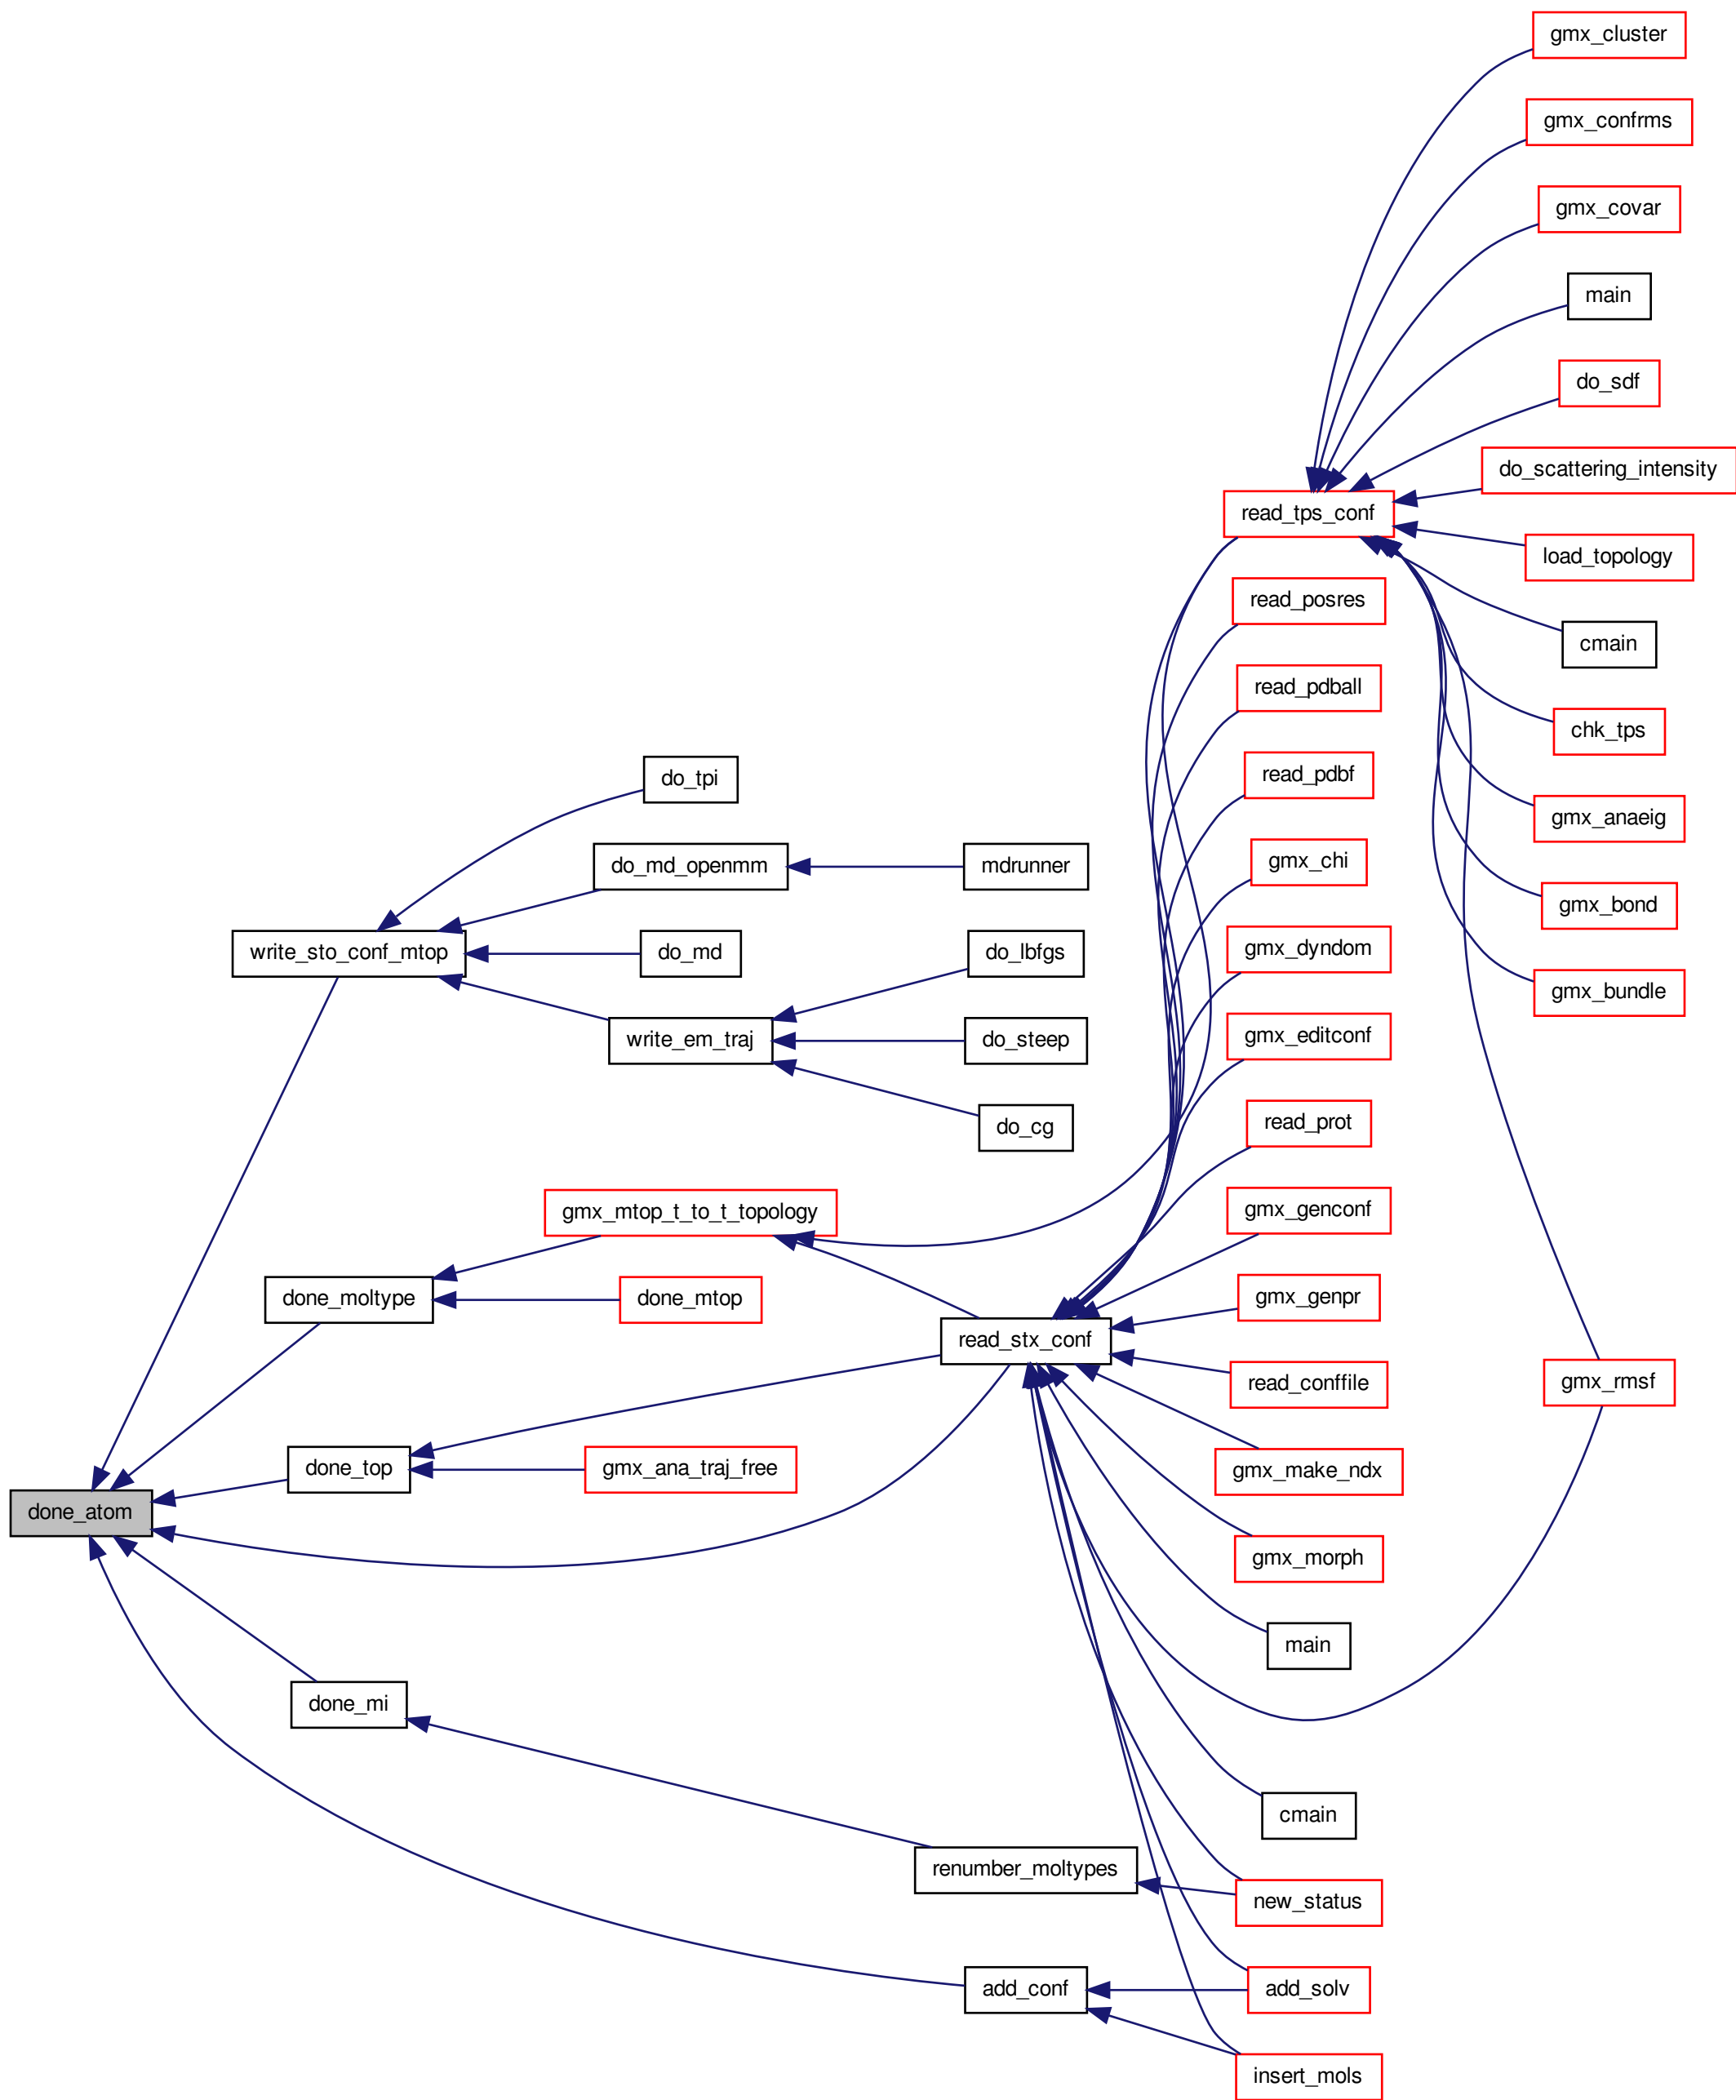 gmx_cluster
gmx_confrms
gmx_covar
main
do_sdf
do_scattering_intensity
read_tps_conf
load_topology
read_posres
cmain
read_pdball
chk_tps
read_pdbf
do_tpi
gmx_anaeig
gmx_chi
do_md_openmm
mdrunner
gmx_bond
gmx_dyndom
write_sto_conf_mtop
do_md
do_lbfgs
gmx_bundle
gmx_editconf
write_em_traj
do_steep
read_prot
do_cg
gmx_mtop_t_to_t_topology
gmx_genconf
done_moltype
done_mtop
gmx_genpr
read_stx_conf
read_conffile
gmx_rmsf
done_top
gmx_ana_traj_free
gmx_make_ndx
done_atom
gmx_morph
main
done_mi
cmain
renumber_moltypes
new_status
add_conf
add_solv
insert_mols